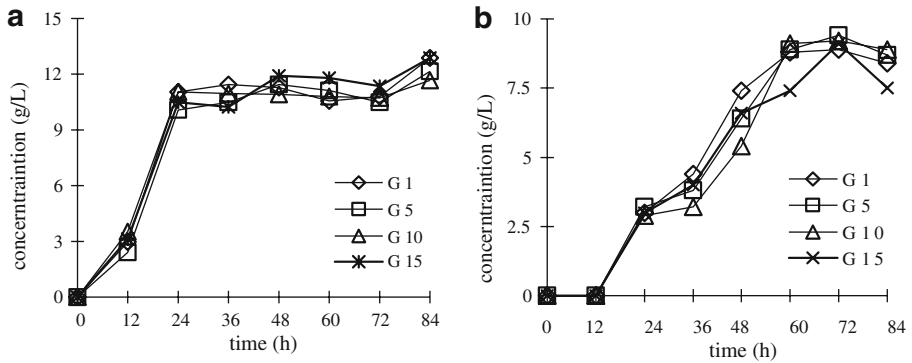 a
concerntraintion (g/L)
15
12
9
6
3
0
G 1
G 5
G 10
G 15
0 12 24 36 48 60 72 84
time (h)
b
concerntraintion (g/L)
10
7.5
5
2.5
0
G 1
G 5
G 1 0
G 1 5
0 12 24 36 48 60 72 84
time (h)